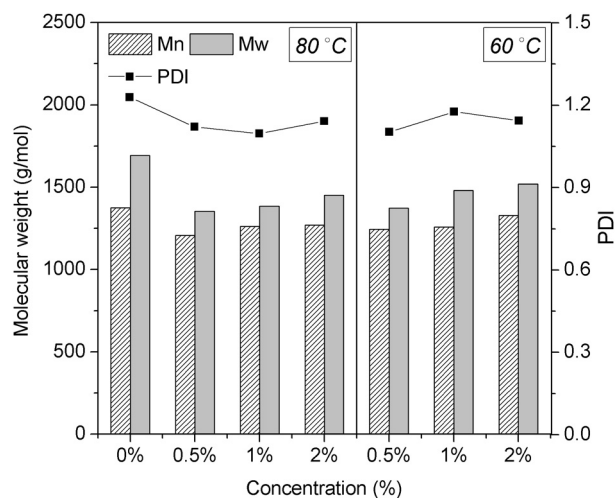 Mn Mw 80 °C 60 °C
PDI
Molecular weight (g/mol)
2500
2000
1500
1000
500
0
1.5
1.2
0.9
0.6
0.3
0.0
PDI
0% 0.5% 1% 2% 0.5% 1% 2%
Concentration (%)